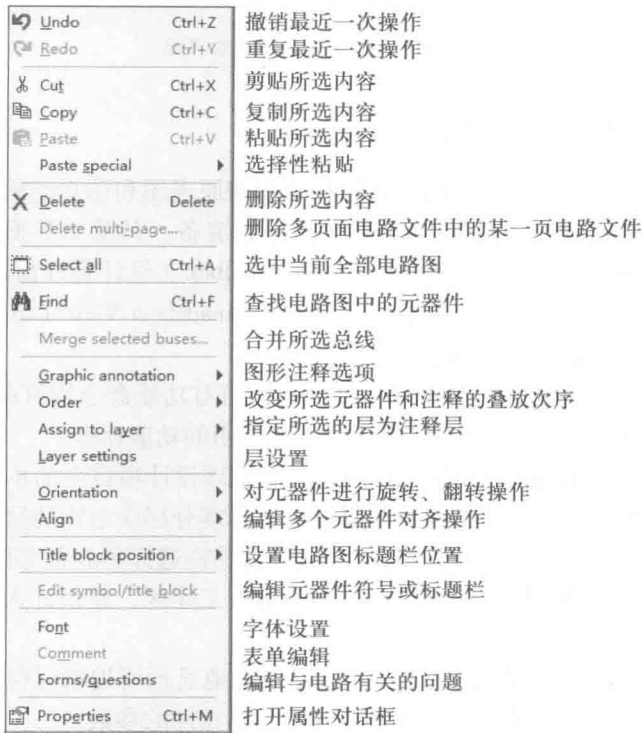 Undo Ctrl+Z 撤销最近一次操作
Redo Ctrl+Y 重复最近一次操作
Cut Ctrl+X 剪贴所选内容
Copy Ctrl+C 复制所选内容
Paste Ctrl+V 粘贴所选内容
Paste special 选择性粘贴
Delete Delete 删除所选内容
Delete multi-page... 删除多页面电路文件中的某一页电路文件
Select all Ctrl+A 选中当前全部电路图
Find Ctrl+F 查找电路图中的元器件
Merge selected buses... 合并所选总线
Graphic annotation 图形注释选项
Order 改变所选元器件和注释的叠放次序
Assign to layer 指定所选的层为注释层
Layer settings 层设置
Orientation 对元器件进行旋转、翻转操作
Align 编辑多个元器件对齐操作
Title block position 设置电路图标题栏位置
Edit symbol/title block 编辑元器件符号或标题栏
Font 字体设置
Comment 表单编辑
Forms/questions 编辑与电路有关的问题
Properties Ctrl+M 打开属性对话框